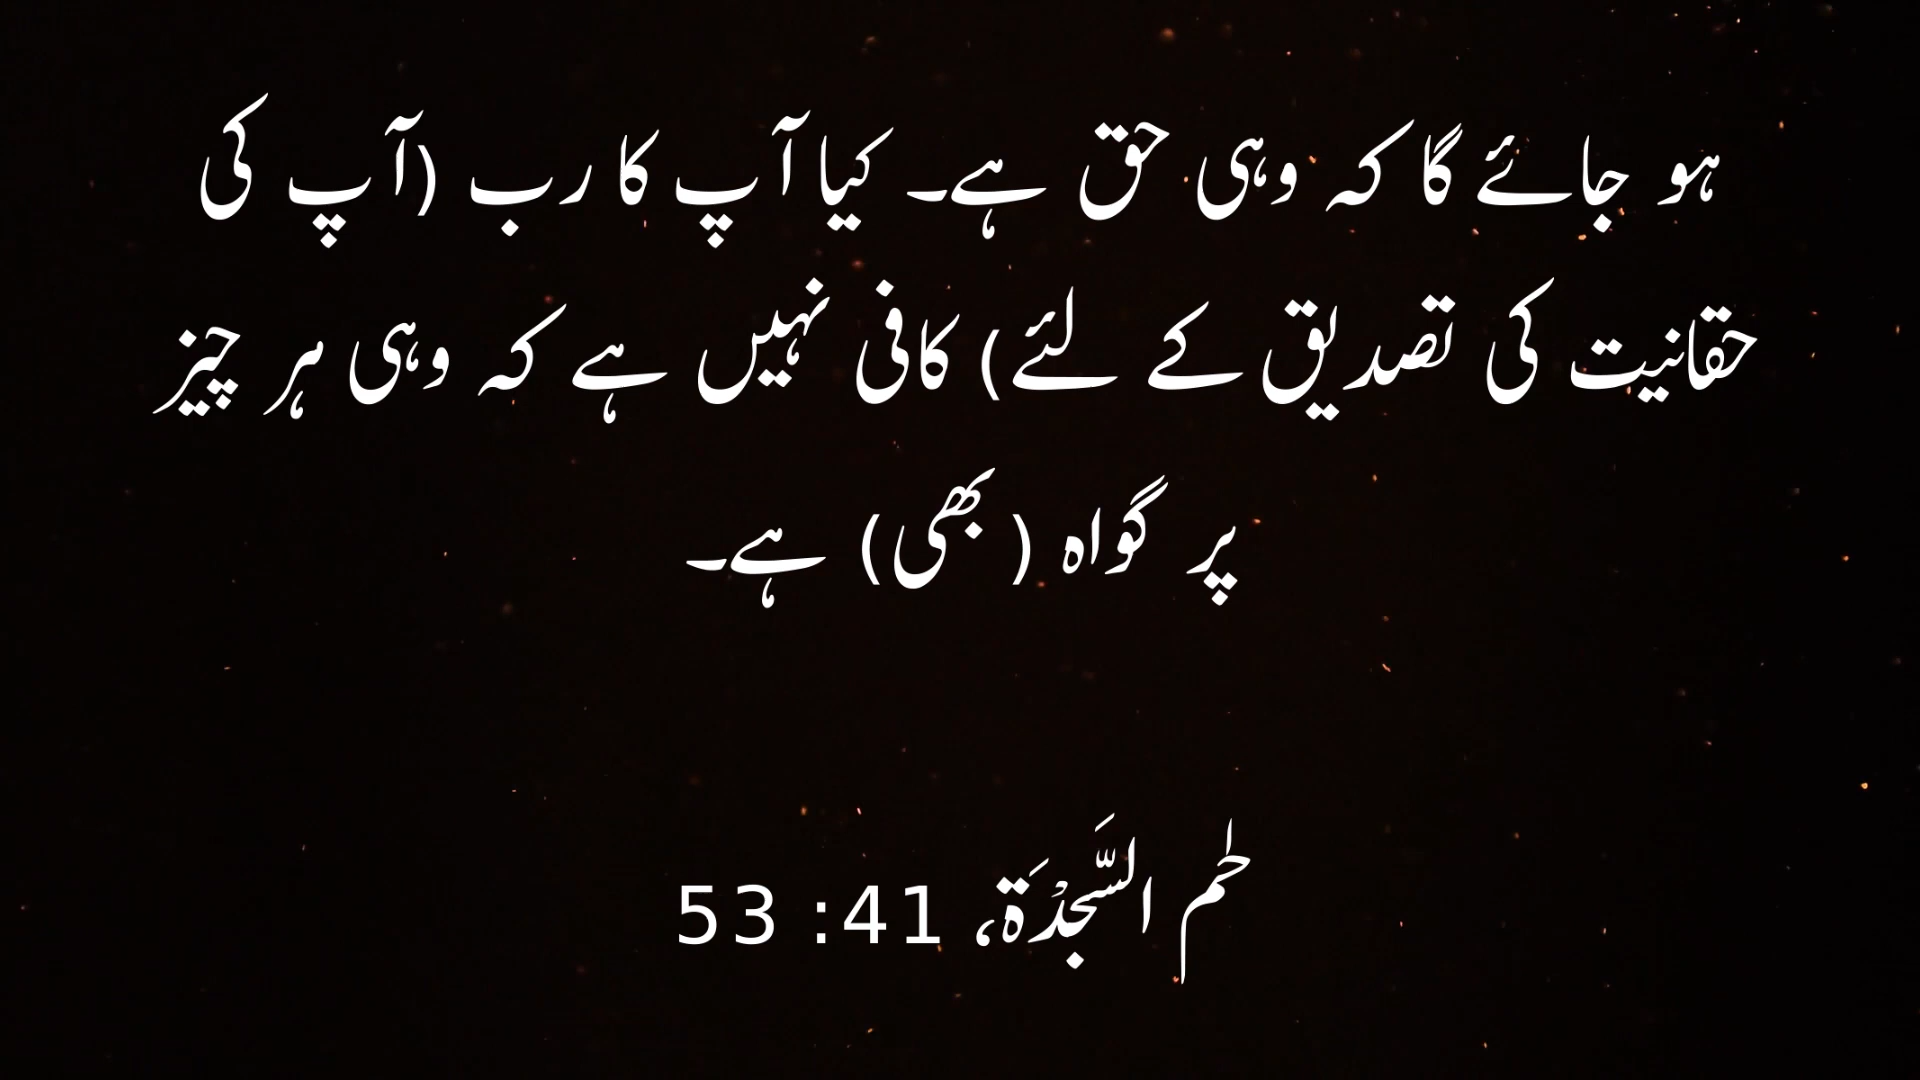 ہو جائے گا کہ وہی حق ہے۔ کیا آپ کا رب (آپ کی
حقانیت کی تصدیق کے لئے) کافی نہیں ہے کہ وہی ہر چیز
پر گواہ (بھی) ہے۔
حٰم السَّجْدَة، 41: 53